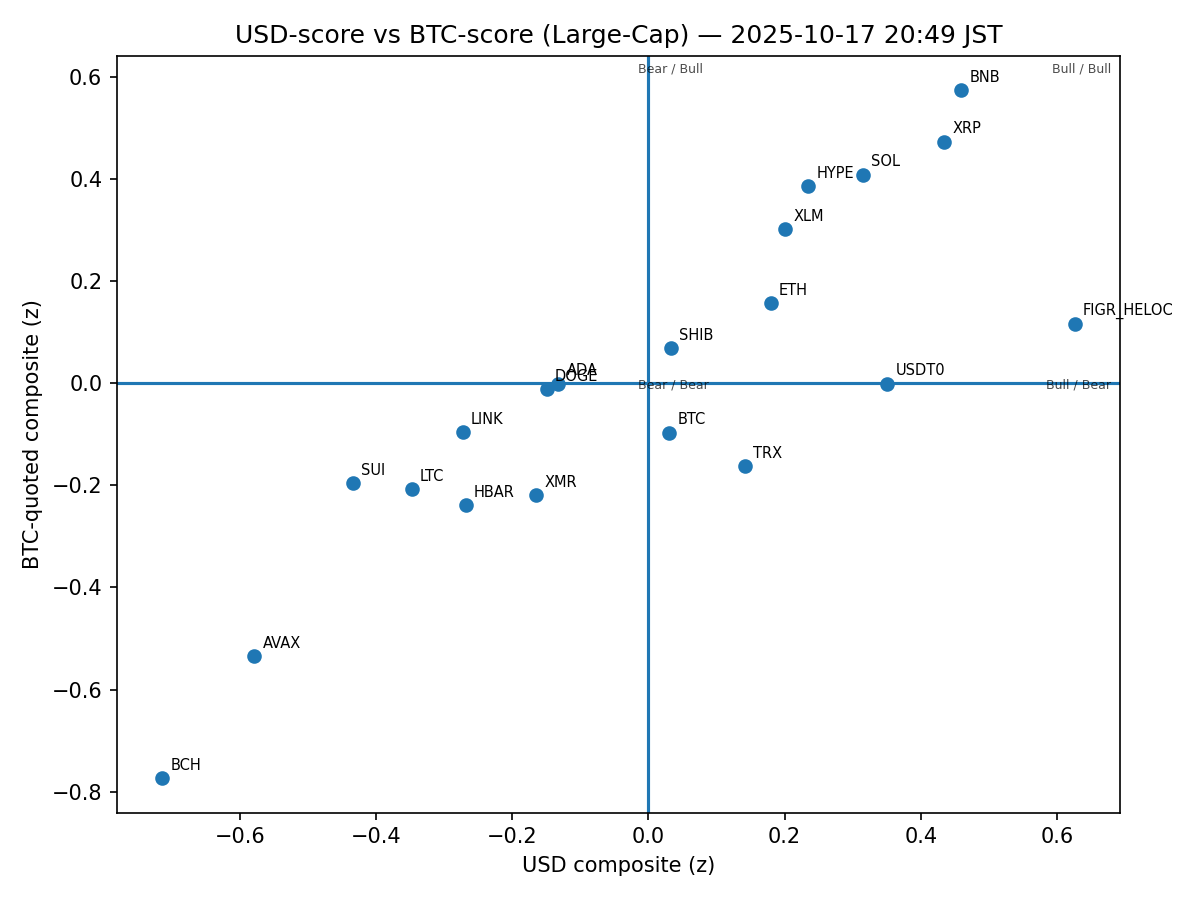 USD-score vs BTC-score (Large-Cap) — 2025-10-17 20:49 JST
Bear / Bull
Bull / Bull
BNB
XRP
SOL
HYPE
XLM
ETH
FIGR_HELOC
SHIB
ADA
DOGE
USDT0
Bear / Bear
Bull / Bear
LINK
BTC
TRX
SUI
LTC
HBAR
XMR
AVAX
BCH
0.6
0.4
0.2
0.0
−0.2
−0.4
−0.6
−0.8
BTC-quoted composite (z)
−0.6
−0.4
−0.2
0.0
0.2
0.4
0.6
USD composite (z)